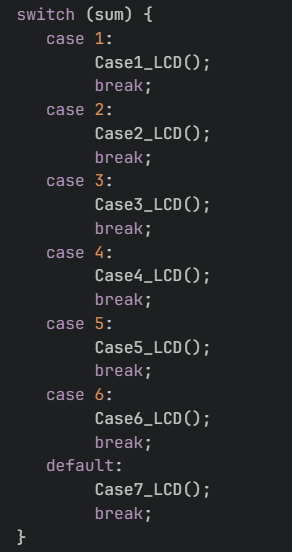 switch (sum) {
   case 1:
        Case1_LCD();
        break;
   case 2:
        Case2_LCD();
        break;
   case 3:
        Case3_LCD();
        break;
   case 4:
        Case4_LCD();
        break;
   case 5:
        Case5_LCD();
        break;
   case 6:
        Case6_LCD();
        break;
   default:
        Case7_LCD();
        break;
}